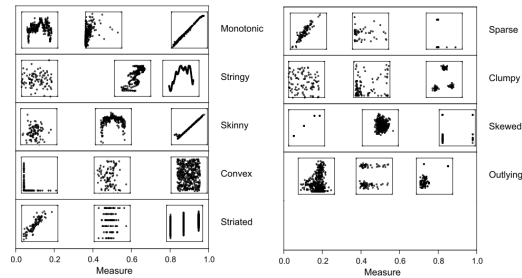 Monotonic
Stringy
Skinny
Convex
Striated
0.0 0.2 0.4 0.6 0.8 1.0
Measure
Sparse
Clumpy
Skewed
Outlying
0.0 0.2 0.4 0.6 0.8 1.0
Measure